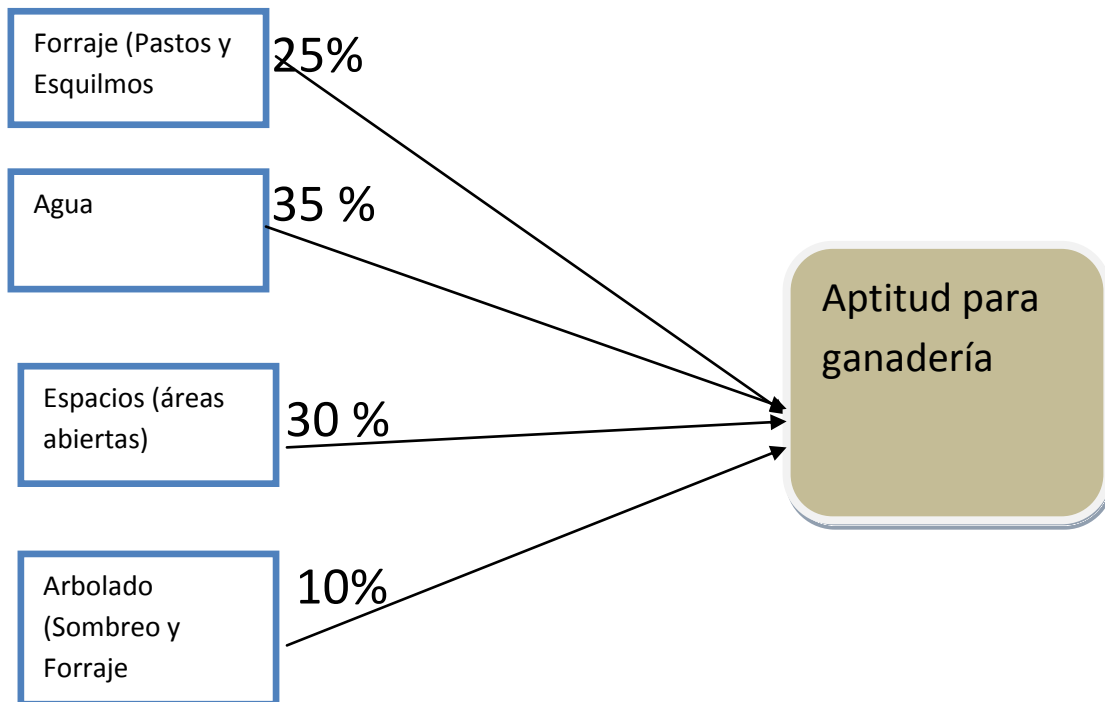 Forraje (Pastos y
Esquilmos
25%
Agua
35 %
Espacios (áreas
abiertas)
30 %
Arbolado
(Sombreo y
Forraje
10%
Aptitud para
ganadería